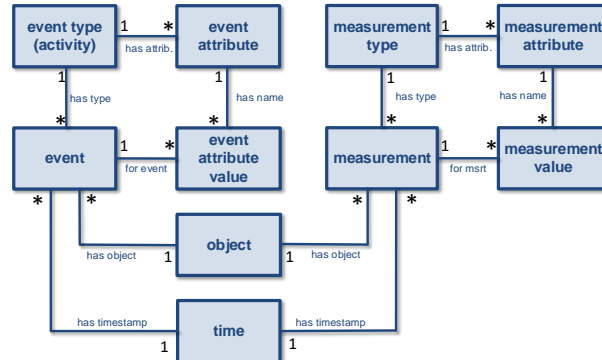 event type
(activity)
1
*
has attrib.
event
attribute
measurement
type
1
*
has attrib.
measurement
attribute
1
has type
*
1
has name
*
1
has type
*
1
has name
*
event
1
*
for event
event
attribute
value
measurement
1
*
for msrt
measurement
value
*
*
*
*
has object
1
object
1
has object
has timestamp
1
time
1
has timestamp